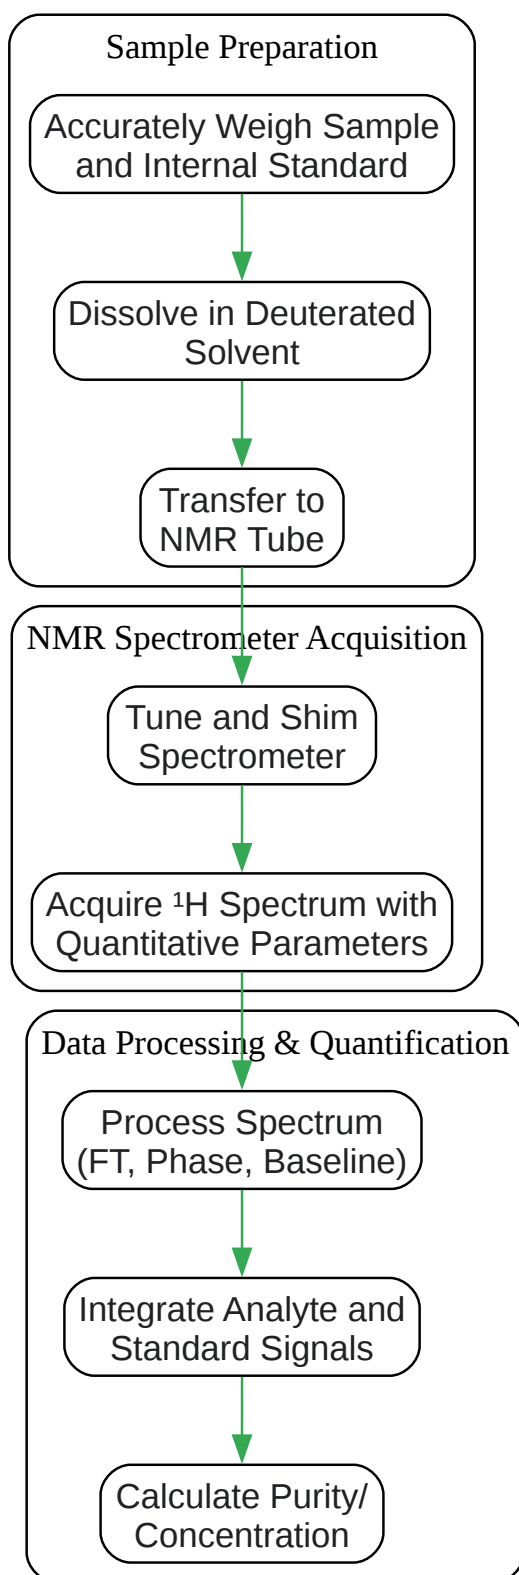 Sample Preparation
Accurately Weigh Sample
and Internal Standard
Dissolve in Deuterated
Solvent
Transfer to
NMR Tube
NMR Spectrometer Acquisition
Tune and Shim
Spectrometer
Acquire ¹H Spectrum with
Quantitative Parameters
Data Processing & Quantification
Process Spectrum
(FT, Phase, Baseline)
Integrate Analyte and
Standard Signals
Calculate Purity/
Concentration